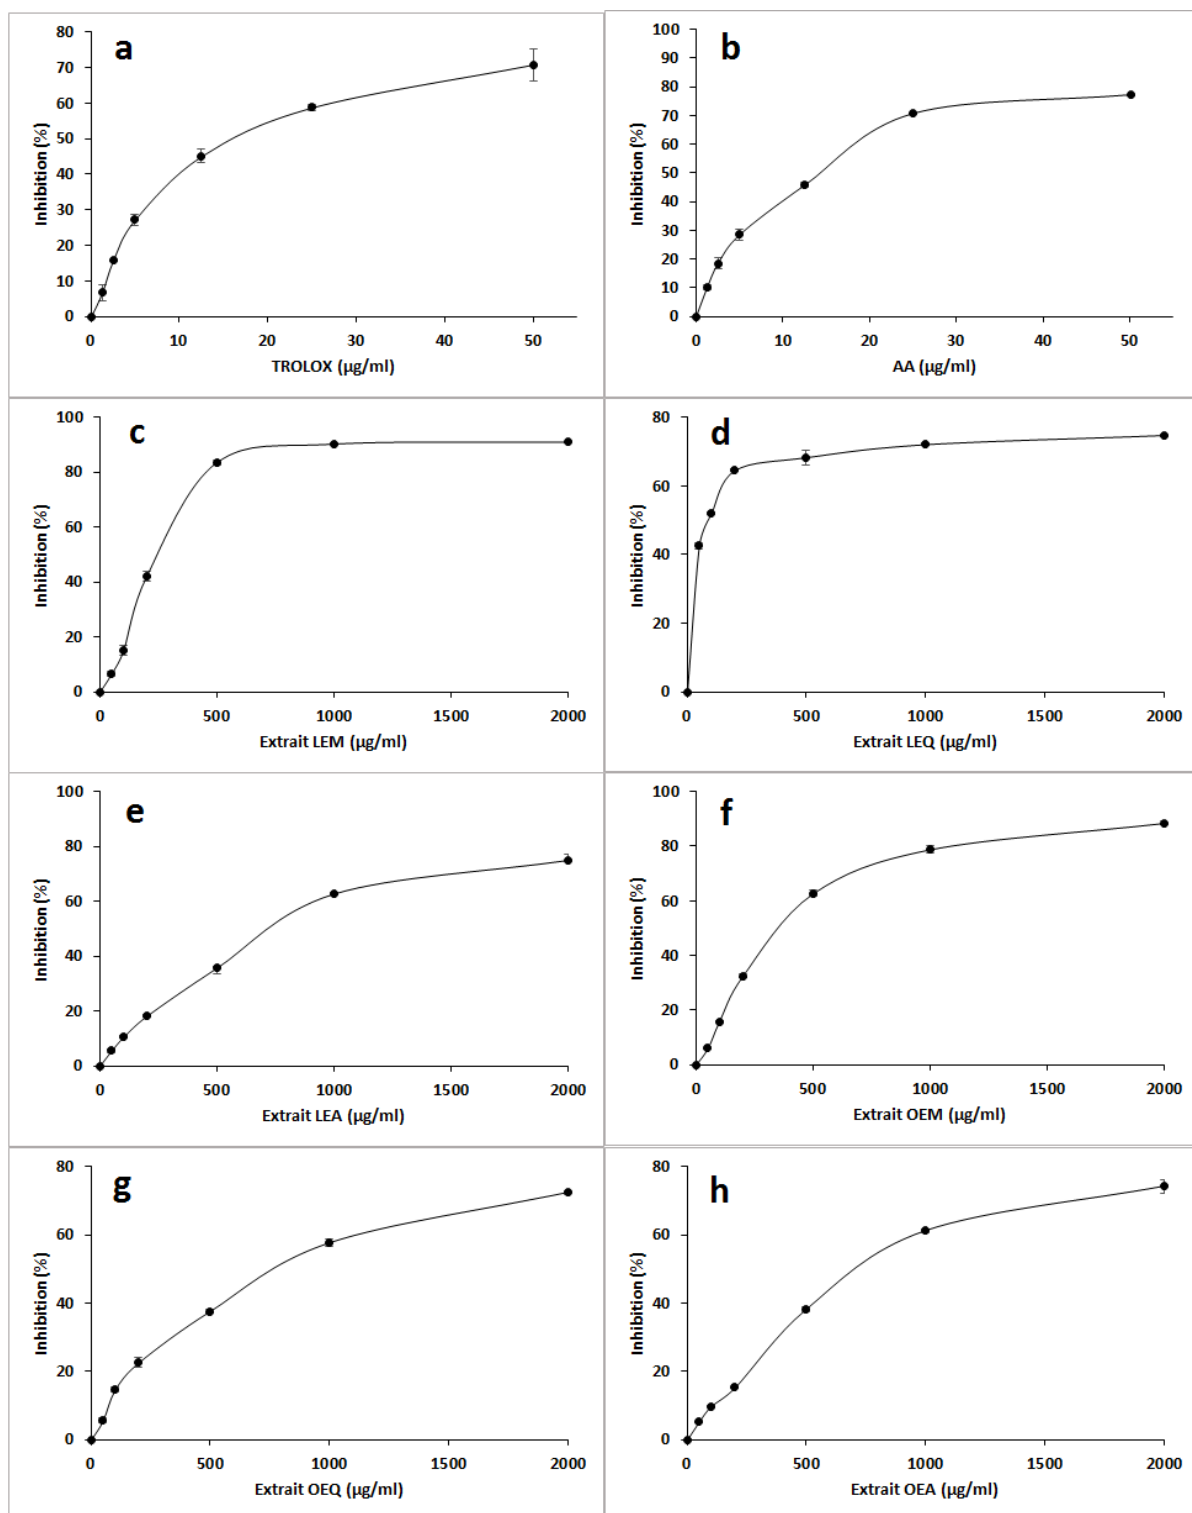 a
80
70
60
50
40
30
20
10
0
Inhibition (%)
0 10 20 30 40 50
TROLOX (µg/ml)
b
100
90
80
70
60
50
40
30
20
10
0
Inhibition (%)
0 10 20 30 40 50
AA (µg/ml)
c
100
80
60
40
20
0
Inhibition (%)
0 500 1000 1500 2000
Extrait LEM (µg/ml)
d
80
70
60
50
40
30
20
10
0
Inhibition (%)
0 500 1000 1500 2000
Extrait LEQ (µg/ml)
e
100
80
60
40
20
0
Inhibition (%)
0 500 1000 1500 2000
Extrait LEA (µg/ml)
f
100
80
60
40
20
0
Inhibition (%)
0 500 1000 1500 2000
Extrait OEM (µg/ml)
g
80
60
40
20
0
Inhibition (%)
0 500 1000 1500 2000
Extrait OEQ (µg/ml)
h
80
60
40
20
0
Inhibition (%)
0 500 1000 1500 2000
Extrait OEA (µg/ml)